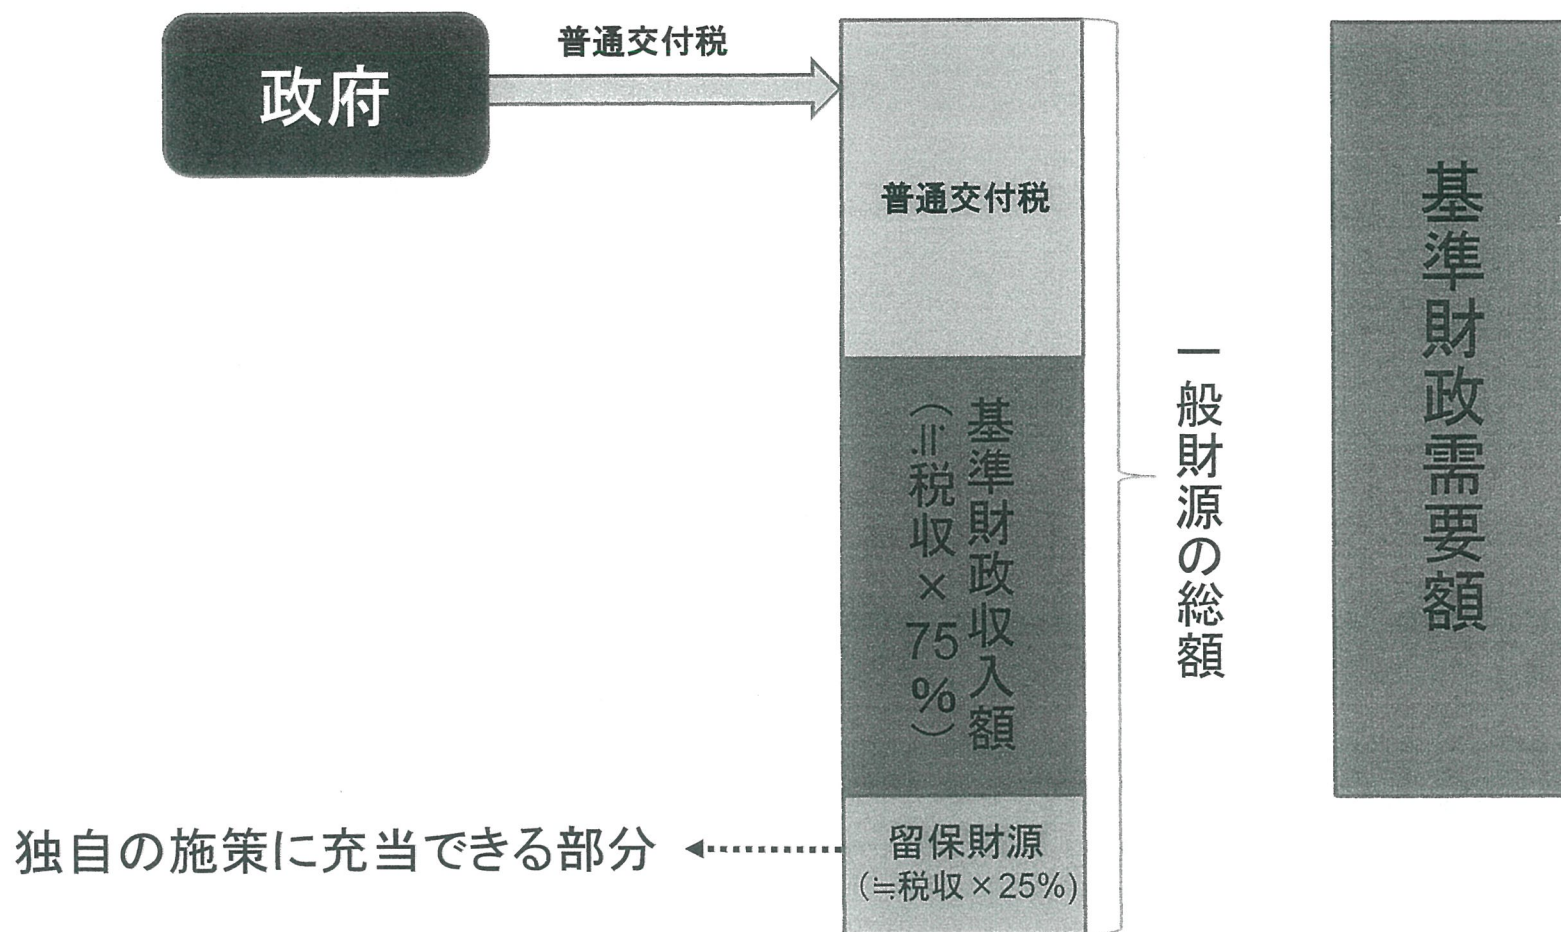 政府
普通交付税
普通交付税
基準財政収入額
(≒税収×75%)
留保財源
(≒税収×25%)
一般財源の総額
基準財政需要額
独自の施策に充当できる部分